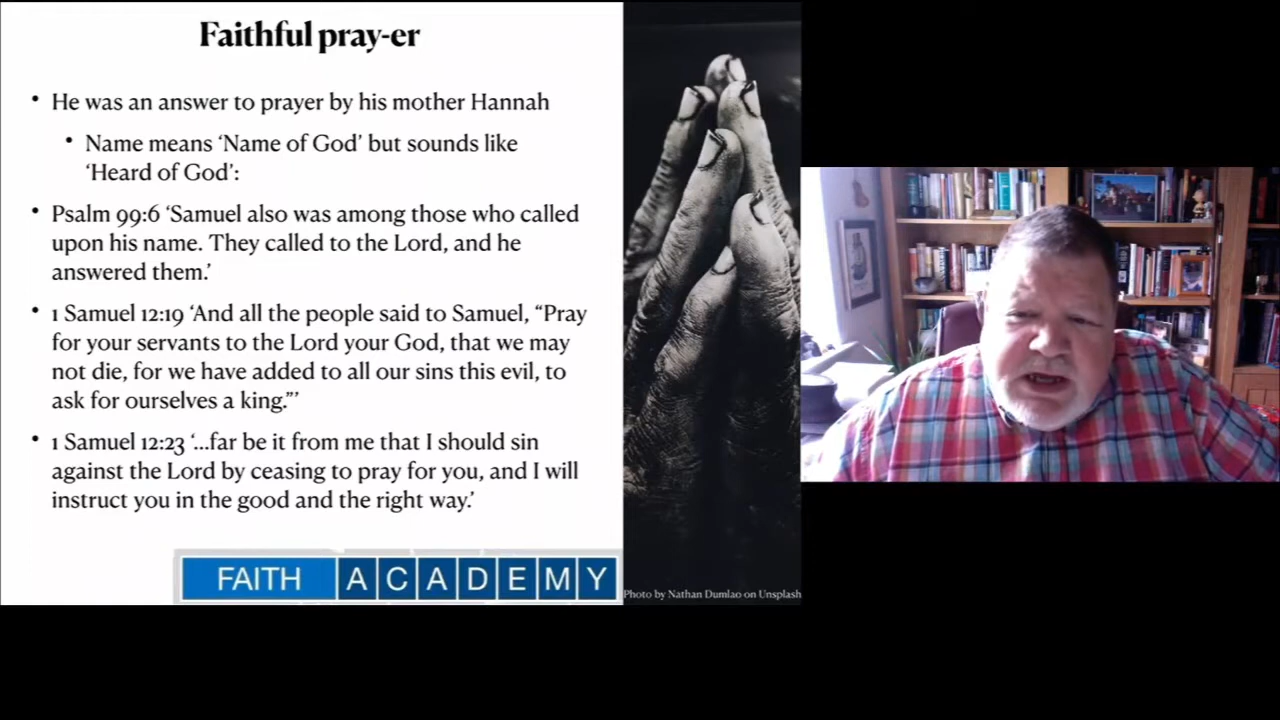 Faithful pray-er
• He was an answer to prayer by his mother Hannah
• Name means ‘Name of God’ but sounds like
‘Heard of God’:
• Psalm 99:6 ‘Samuel also was among those who called
upon his name. They called to the Lord, and he
answered them.’
• 1 Samuel 12:19 ‘And all the people said to Samuel, “Pray
for your servants to the Lord your God, that we may
not die, for we have added to all our sins this evil, to
ask for ourselves a king.”’
• 1 Samuel 12:23 ‘...far be it from me that I should sin
against the Lord by ceasing to pray for you, and I will
instruct you in the good and the right way.’
FAITH ACADEMY
Photo by Nathan Dumlao on Unsplash